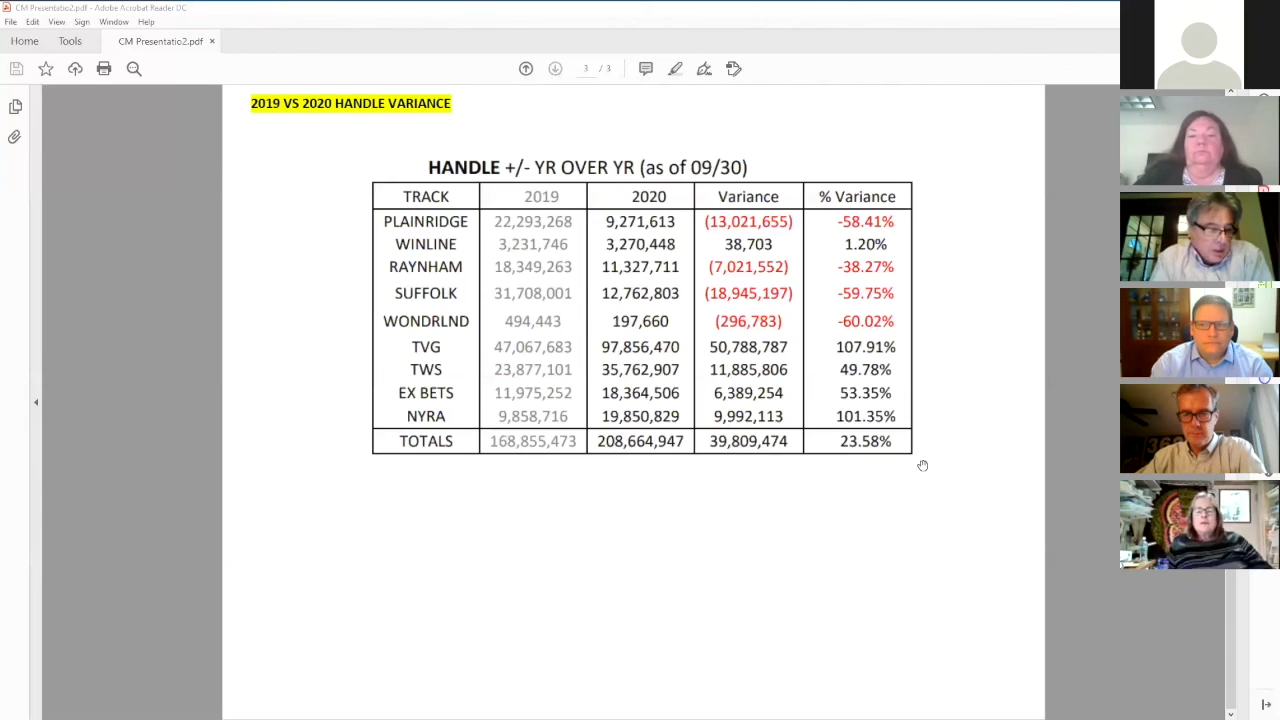 CM Presentatio2.pdf - Adobe Acrobat Reader DC
File Edit View Sign Window Help
Home Tools CM Presentatio2.pdf ×
3 / 3
2019 VS 2020 HANDLE VARIANCE
HANDLE +/- YR OVER YR (as of 09/30)
TRACK 2019 2020 Variance % Variance
PLAINRIDGE 22,293,268 9,271,613 (13,021,655) -58.41%
WINLINE 3,231,746 3,270,448 38,703 1.20%
RAYNHAM 18,349,263 11,327,711 (7,021,552) -38.27%
SUFFOLK 31,708,001 12,762,803 (18,945,197) -59.75%
WONDRLND 494,443 197,660 (296,783) -60.02%
TVG 47,067,683 97,856,470 50,788,787 107.91%
TWS 23,877,101 35,762,907 11,885,806 49.78%
EX BETS 11,975,252 18,364,506 6,389,254 53.35%
NYRA 9,858,716 19,850,829 9,992,113 101.35%
TOTALS 168,855,473 208,664,947 39,809,474 23.58%